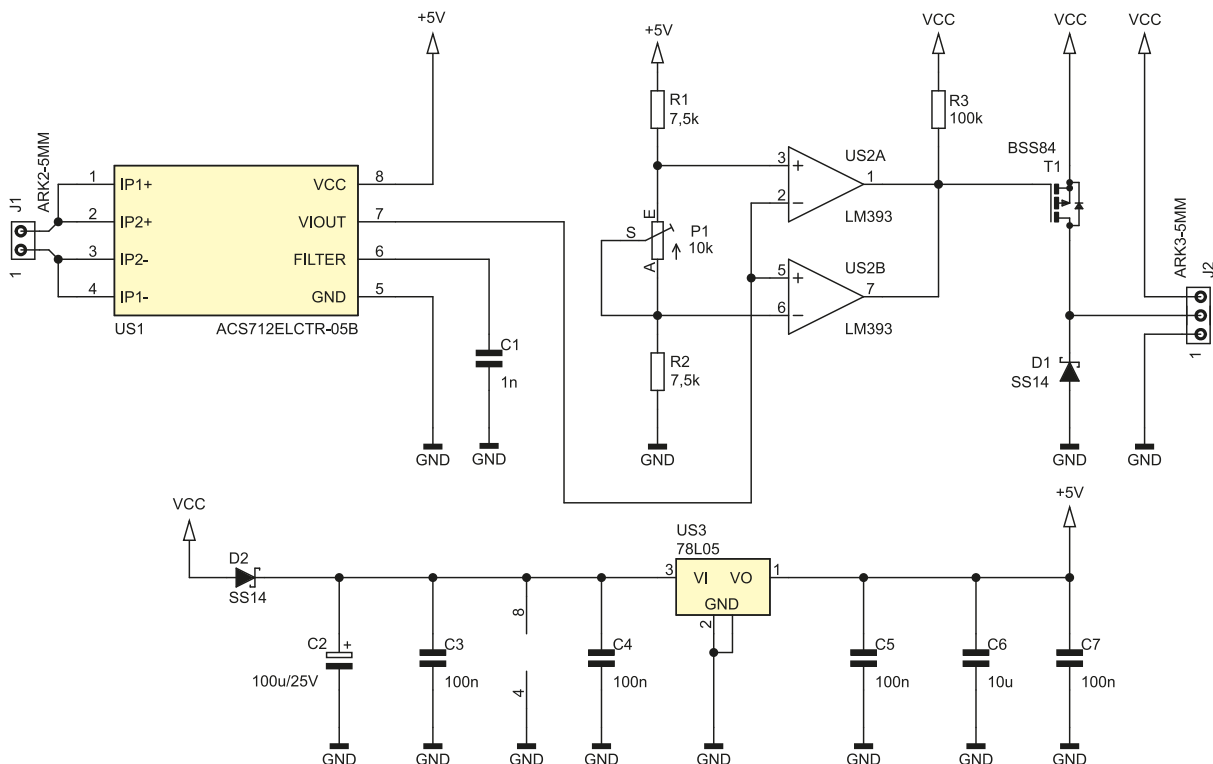 +5V
+5V
VCC
VCC
VCC
R1
7,5k
R3
100k
ARK2-5MM
J1
1
1 IP1+ VCC 8
2 IP2+ VIOUT 7
3 IP2- FILTER 6
4 IP1- GND 5
US1 ACS712ELCTR-05B
C1
1n
GND
GND
3 + US2A 1
2 −
LM393
E
S P1
10k
A
5 + US2B 7
6 −
LM393
R2
7,5k
GND
BSS84
T1
ARK3-5MM
J2
1
D1
SS14
GND
GND
VCC
D2
SS14
US3
78L05
3 VI VO 1
GND
2
+5V
C2 +
100u/25V
C3
100n
8
4
C4
100n
C5
100n
C6
10u
C7
100n
GND
GND
GND
GND
GND
GND
GND
GND